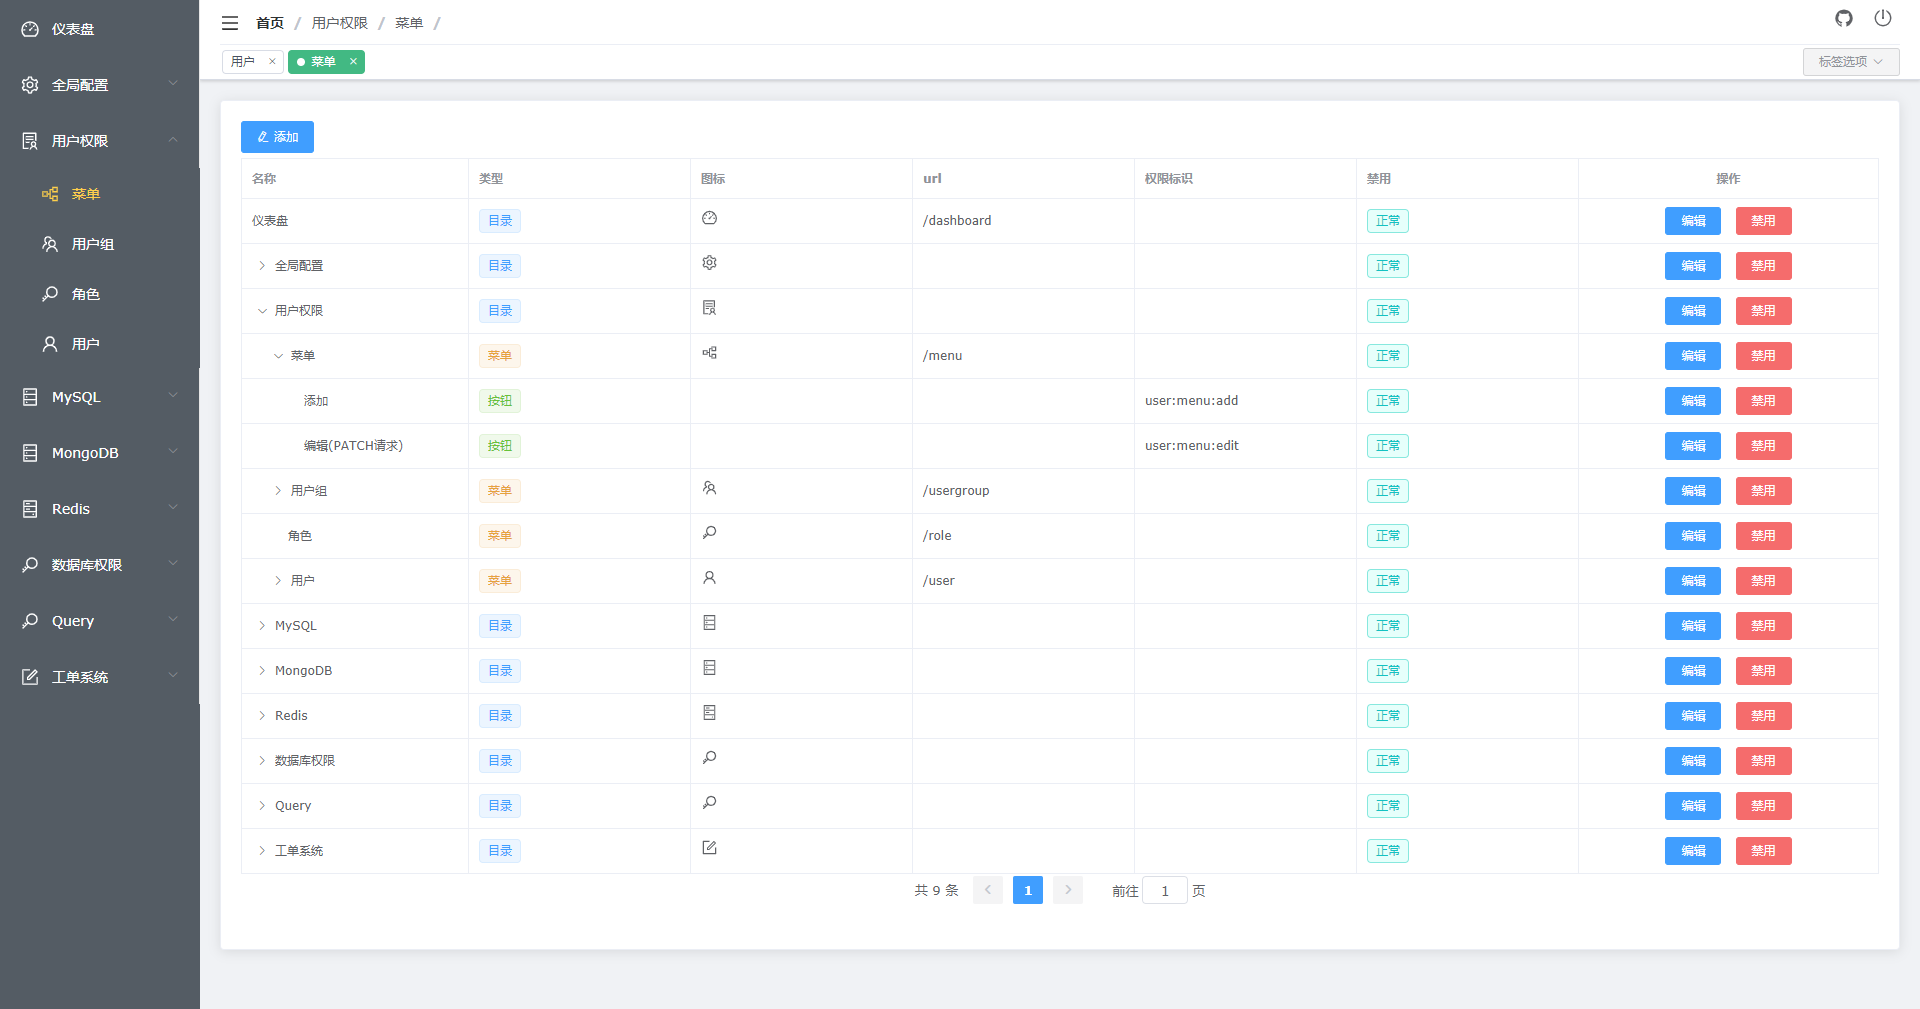 仪表盘
全局配置
用户权限
菜单
用户组
角色
用户
MySQL
MongoDB
Redis
数据库权限
Query
工单系统
首页 / 用户权限 / 菜单 /
用户 × 菜单 × 标签选项
添加
名称 类型 图标 url 权限标识 禁用 操作
仪表盘 目录 /dashboard 正常 编辑 禁用
全局配置 目录 正常 编辑 禁用
用户权限 目录 正常 编辑 禁用
菜单 菜单 /menu 正常 编辑 禁用
添加 按钮 user:menu:add 正常 编辑 禁用
编辑(PATCH请求) 按钮 user:menu:edit 正常 编辑 禁用
用户组 菜单 /usergroup 正常 编辑 禁用
角色 菜单 /role 正常 编辑 禁用
用户 菜单 /user 正常 编辑 禁用
MySQL 目录 正常 编辑 禁用
MongoDB 目录 正常 编辑 禁用
Redis 目录 正常 编辑 禁用
数据库权限 目录 正常 编辑 禁用
Query 目录 正常 编辑 禁用
工单系统 目录 正常 编辑 禁用
共 9 条 1 前往 1 页